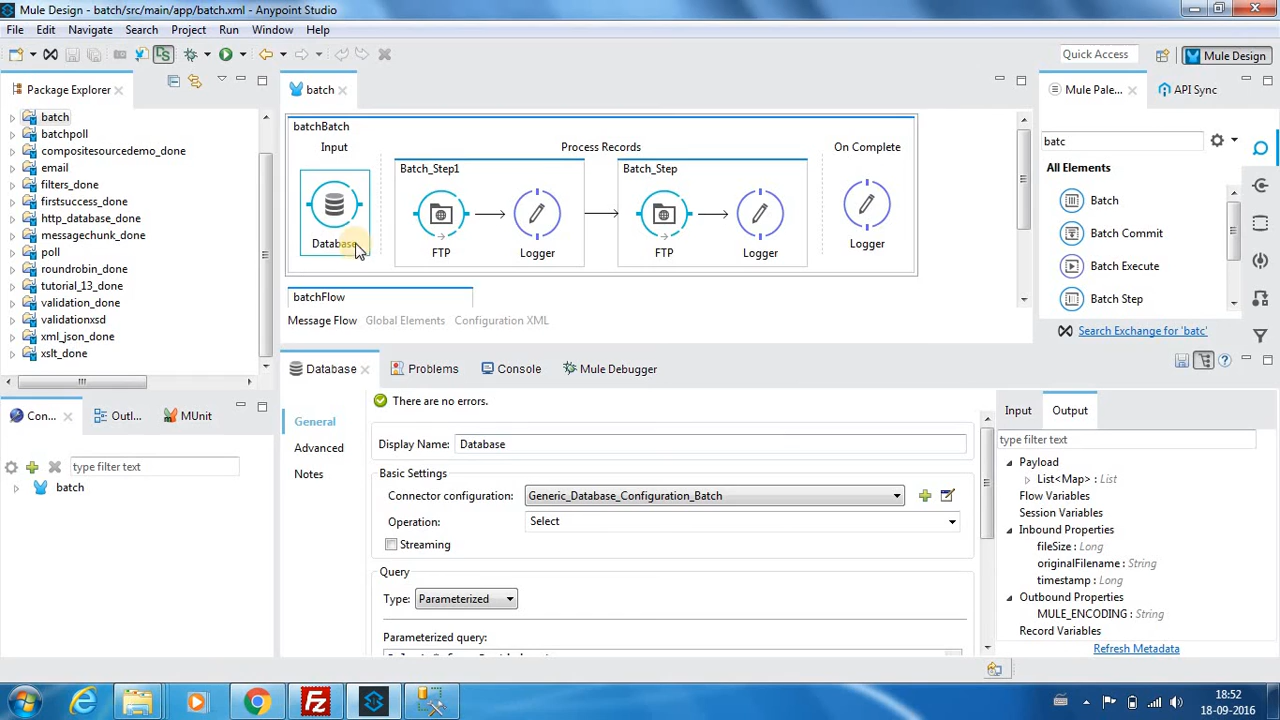 Mule Design - batch/src/main/app/batch.xml - Anypoint Studio
File Edit Navigate Search Project Run Window Help
Quick Access
Mule Design
Package Explorer
batch
batchpoll
compositesourcedemo_done
email
filters_done
firstsuccess_done
http_database_done
messagechunk_done
poll
roundrobin_done
tutorial_13_done
validation_done
validationxsd
xml_json_done
xslt_done
Con...
Outl...
MUnit
type filter text
batch
batch
batchBatch
Input
Process Records
On Complete
Batch_Step1
Batch_Step
Database
FTP
Logger
FTP
Logger
Logger
batchFlow
Message Flow Global Elements Configuration XML
Database
Problems
Console
Mule Debugger
General
Advanced
Notes
There are no errors.
Display Name: Database
Basic Settings
Connector configuration: Generic_Database_Configuration_Batch
Operation: Select
Streaming
Query
Type: Parameterized
Parameterized query:
Mule Pale...
API Sync
batc
All Elements
Batch
Batch Commit
Batch Execute
Batch Step
Search Exchange for 'batc'
Input
Output
type filter text
Payload
List<Map> : List
Flow Variables
Session Variables
Inbound Properties
fileSize : Long
originalFilename : String
timestamp : Long
Outbound Properties
MULE_ENCODING : String
Record Variables
Refresh Metadata
18:52
18-09-2016